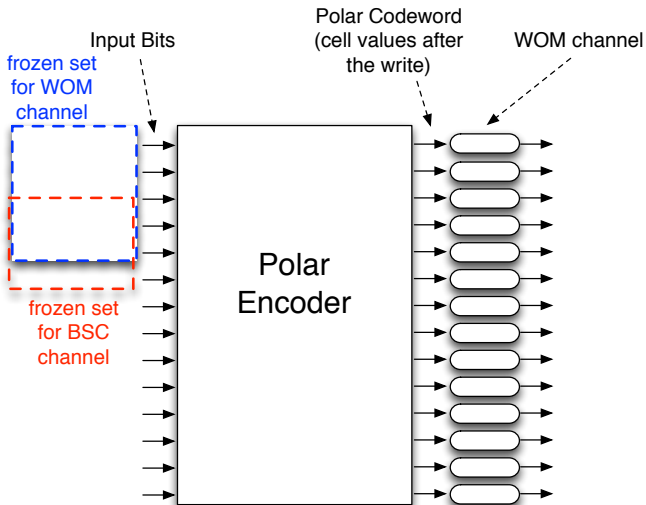 Input Bits
Polar Codeword
(cell values after
the write)
WOM channel
frozen set
for WOM
channel
Polar
Encoder
frozen set
for BSC
channel